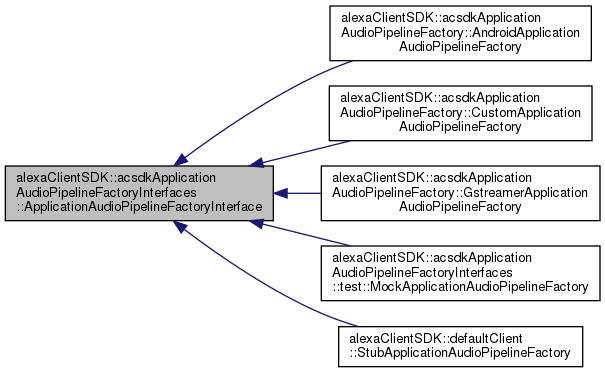 alexaClientSDK::acsdkApplication
AudioPipelineFactory::AndroidApplication
AudioPipelineFactory
alexaClientSDK::acsdkApplication
AudioPipelineFactory::CustomApplication
AudioPipelineFactory
alexaClientSDK::acsdkApplication
AudioPipelineFactoryInterfaces
::ApplicationAudioPipelineFactoryInterface
alexaClientSDK::acsdkApplication
AudioPipelineFactory::GstreamerApplication
AudioPipelineFactory
alexaClientSDK::acsdkApplication
AudioPipelineFactoryInterfaces
::test::MockApplicationAudioPipelineFactory
alexaClientSDK::defaultClient
::StubApplicationAudioPipelineFactory